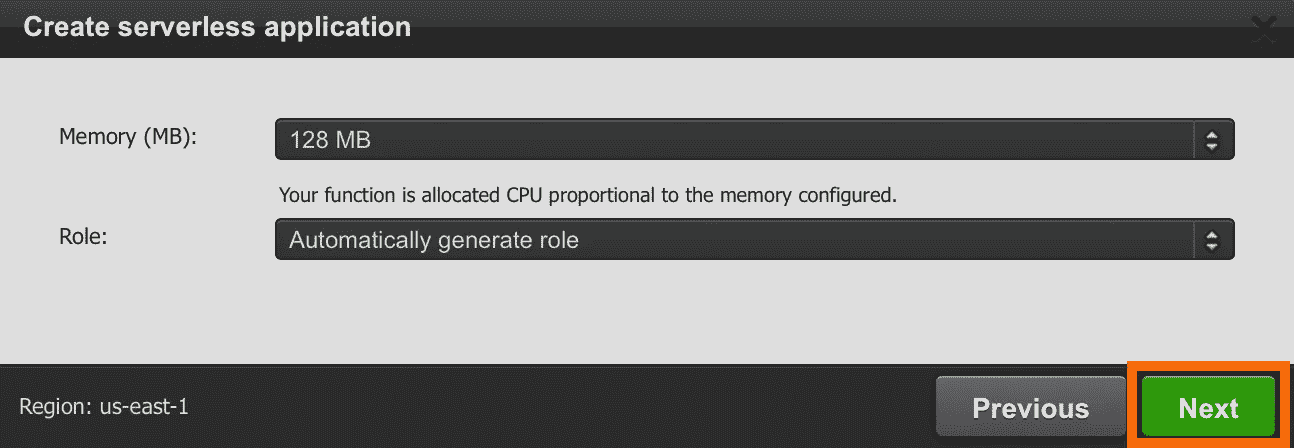 Create serverless application
Memory (MB):
128 MB
Your function is allocated CPU proportional to the memory configured.
Role:
Automatically generate role
Region: us-east-1
Previous
Next